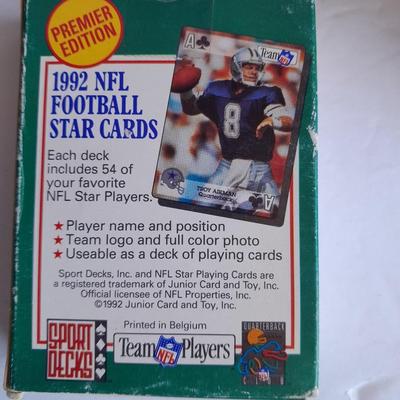 PREMIER
EDITION
1992 NFL
FOOTBALL
STAR CARDS
Each deck
includes 54 of
your favorite
NFL Star Players.
A
Team NFL
8
TROY AIKMAN
Quarterback
A
★Player name and position
★Team logo and full color photo
★Useable as a deck of playing cards
Sport Decks, Inc. and NFL Star Playing Cards are
a registered trademark of Junior Card and Toy, Inc.
Official licensee of NFL Properties, Inc.
©1992 Junior Card and Toy, Inc.
Printed in Belgium
SPORT
DECKS
Team NFL Players
QUARTERBACK
CLUB